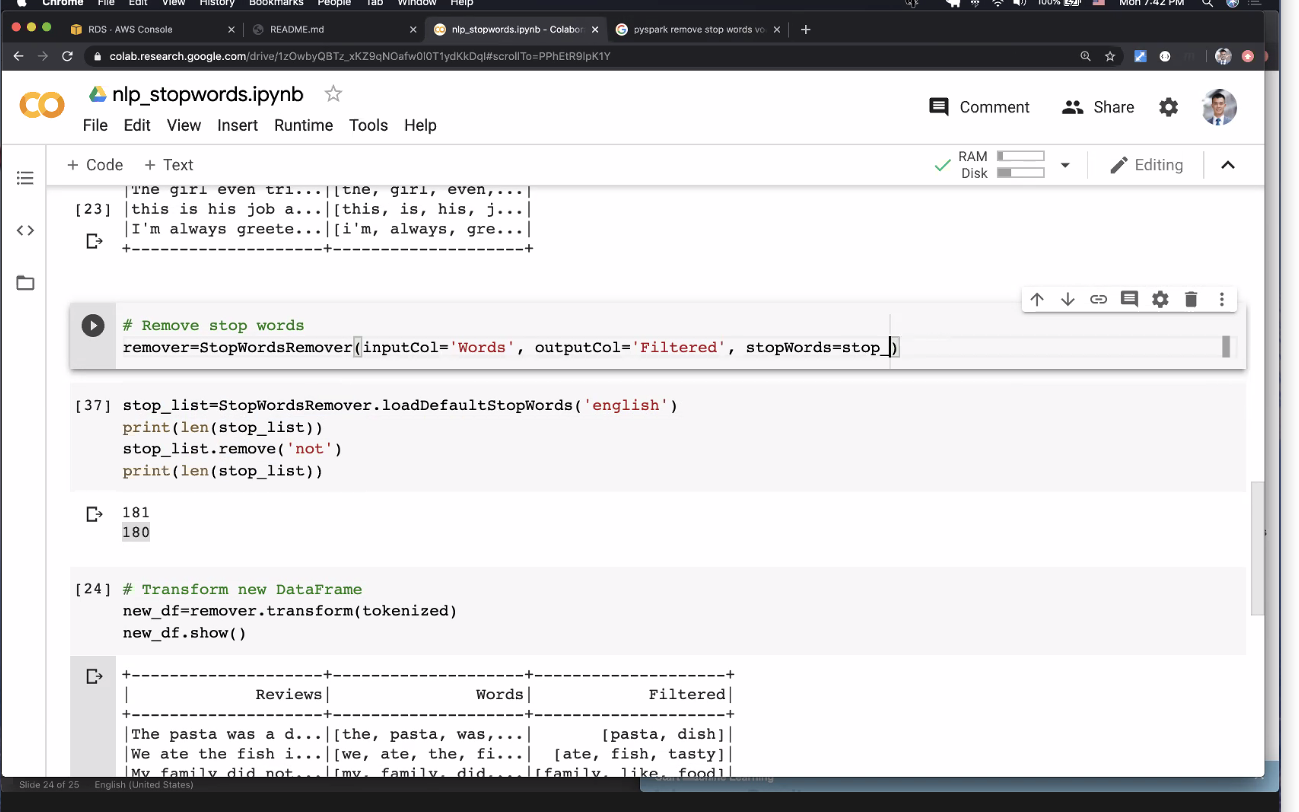 Chrome File Edit View History Bookmarks People Tab Window Help 100% Mon 7:42 PM
RDS · AWS Console README.md nlp_stopwords.ipynb - Colabor pyspark remove stop words
colab.research.google.com/drive/1zOwbyQBTz_xKZ9qNOafw0l0T1ydKkDqI#scrollTo=PPhEtR9lpK1Y
nlp_stopwords.ipynb
Comment Share
File Edit View Insert Runtime Tools Help
+ Code + Text RAM Disk Editing
|The girl even tri...|[the, girl, even,...|
[23] |this is his job a...|[this, is, his, j...|
|I'm always greete...|[i'm, always, gre...|
+--------------------+--------------------+
# Remove stop words
remover=StopWordsRemover(inputCol='Words', outputCol='Filtered', stopWords=stop_)
[37] stop_list=StopWordsRemover.loadDefaultStopWords('english')
print(len(stop_list))
stop_list.remove('not')
print(len(stop_list))
181
180
[24] # Transform new DataFrame
new_df=remover.transform(tokenized)
new_df.show()
+--------------------+--------------------+--------------------+
| Reviews| Words| Filtered|
+--------------------+--------------------+--------------------+
|The pasta was a d...|[the, pasta, was,...| [pasta, dish]|
|We ate the fish i...|[we, ate, the, fi...| [ate, fish, tasty]|
|My family did not...|[my, family, did,...|[family, like, food]|
Slide 24 of 25 English (United States)